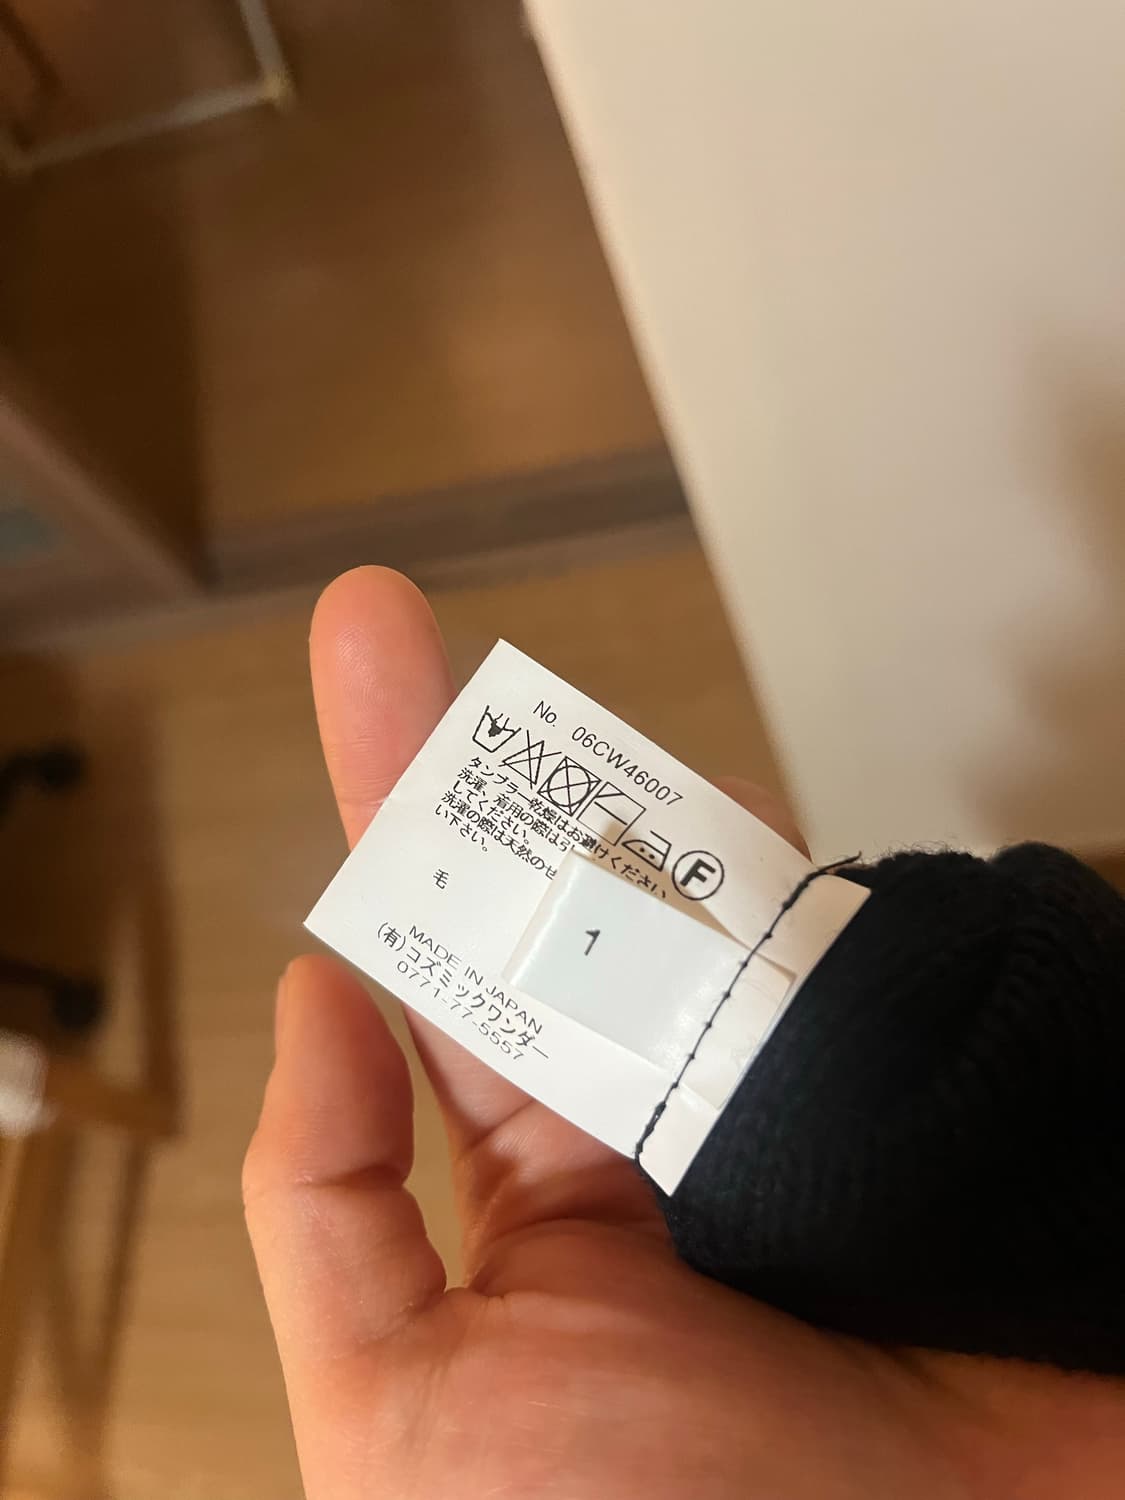 No. 06CW46007
F
タンブラー乾燥はお避けください
洗濯、着用の際は
してください。
洗濯の際は天然のせ
い下さい。
毛
1
MADE IN JAPAN
(有)コズミックワンダー
0771-77-5557